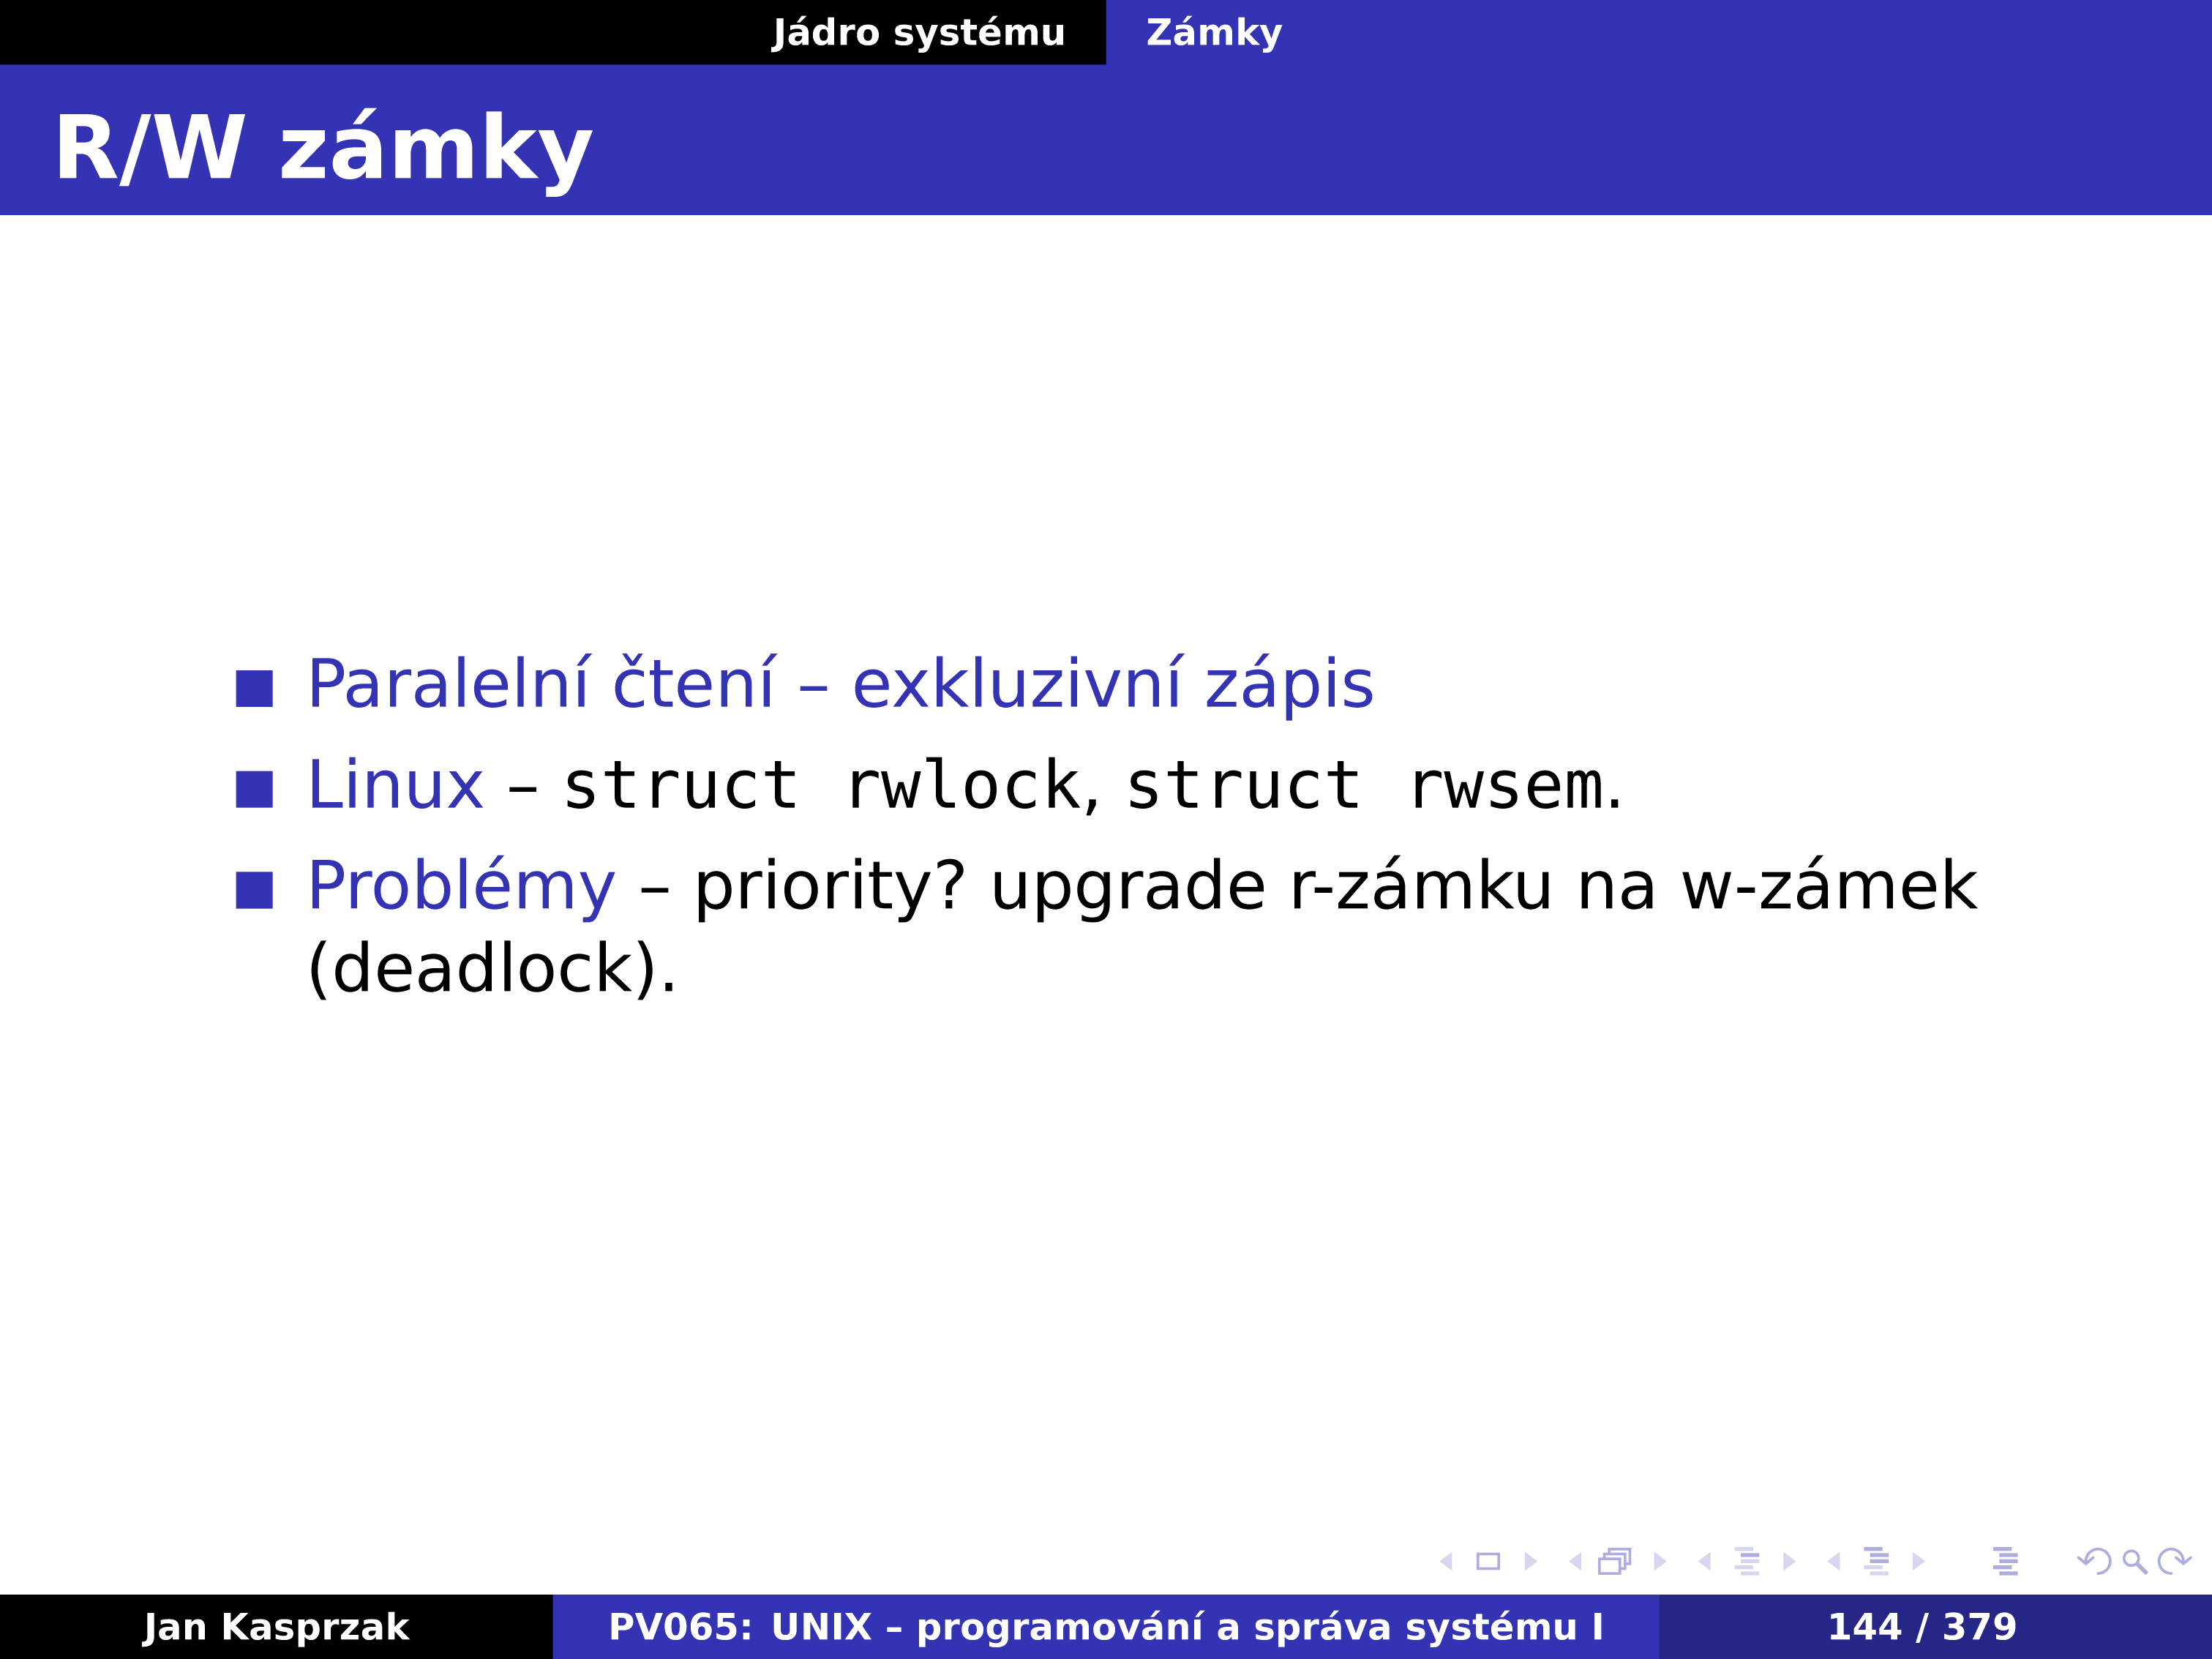 Jádro systému Zámky
R/W zámky
Paralelní čtení – exkluzivní zápis
Linux – struct rwlock, struct rwsem.
Problémy – priority? upgrade r-zámku na w-zámek
(deadlock).
Jan Kasprzak PV065: UNIX – programování a správa systému I 144 / 379